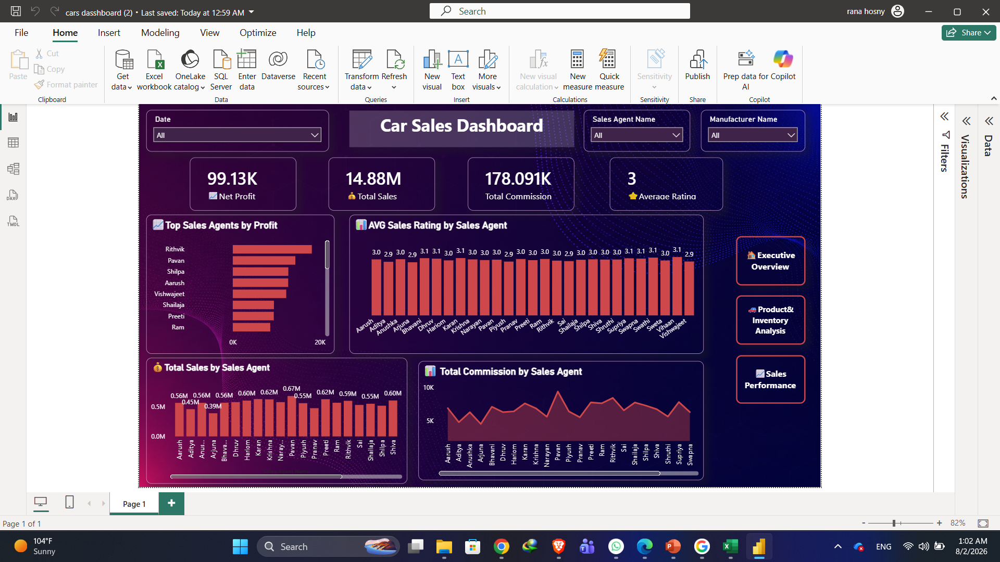 cars dasshboard (2) • Last saved: Today at 12:59 AM
Search
rana hosny
File
Home
Insert
Modeling
View
Optimize
Help
Share
Paste
Cut
Copy
Format painter
Clipboard
Get data
Excel workbook
OneLake catalog
SQL Server
Enter data
Dataverse
Recent sources
Data
Transform data
Refresh
Queries
New visual
Text box
More visuals
Insert
New visual calculation
New measure
Quick measure
Calculations
Sensitivity
Sensitivity
Publish
Share
Prep data for AI
Copilot
Copilot
DAX
TMDL
Date
All
Car Sales Dashboard
Sales Agent Name
All
Manufacturer Name
All
99.13K
Net Profit
14.88M
Total Sales
178.091K
Total Commission
3
Average Rating
Top Sales Agents by Profit
Rithvik
Pavan
Shilpa
Aarush
Vishwajeet
Shailaja
Preeti
Ram
0K
20K
AVG Sales Rating by Sales Agent
3.0 2.9 3.0 2.9 3.1 3.1 3.0 3.1 3.0 3.0 3.0 2.9 3.0 3.0 3.0 3.0 2.9 3.0 3.0 3.0 3.0 3.1 3.1 3.1 3.0 3.1 2.9
Aarush Aditya Anushka Arjuna Bhavani Dhruv Hariom Karan Krishna Narayan Pavan Piyush Pranav Preeti Ram Rithvik Sai Shailaja Shilpa Shiva Shruthi Supriya Swapna Swathi Sweta Vihaan Vishwajeet
Executive
Overview
Product&
Inventory
Analysis
Sales
Performance
Total Sales by Sales Agent
0.56M 0.45M 0.56M 0.39M 0.56M 0.60M 0.62M 0.67M 0.55M 0.62M 0.59M 0.55M 0.60M
0.5M
0.0M
Aarush Aditya Anus... Arjuna Bhava... Dhruv Hariom Karan Krishna Naray... Pavan Piyush Pranav Preeti Ram Rithvik Sai Shailaja Shilpa Shiva
Total Commission by Sales Agent
10K
5K
Aarush Aditya Anushka Arjuna Bhavani Dhruv Hariom Karan Krishna Narayan Pavan Piyush Pranav Preeti Ram Rithvik Sai Shailaja Shilpa Shiva Shruthi Supriya Swapna
Filters
Visualizations
Data
Page 1
Page 1 of 1
- + 82%
104°F
Sunny
Search
ENG
1:02 AM
8/2/2026